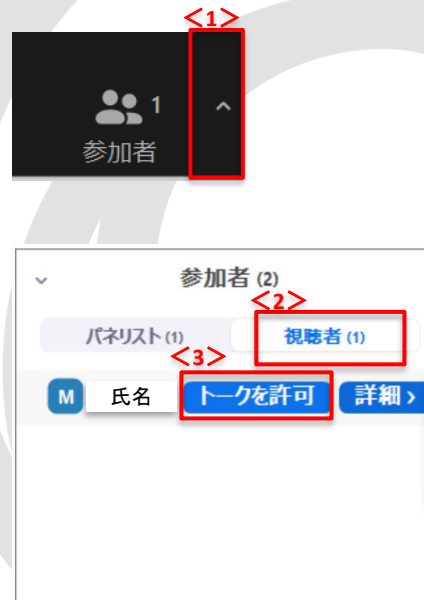 <1>
1
参加者
参加者 (2)
<2>
パネリスト (1) 視聴者 (1)
<3>
M 氏名 トークを許可 詳細 ›